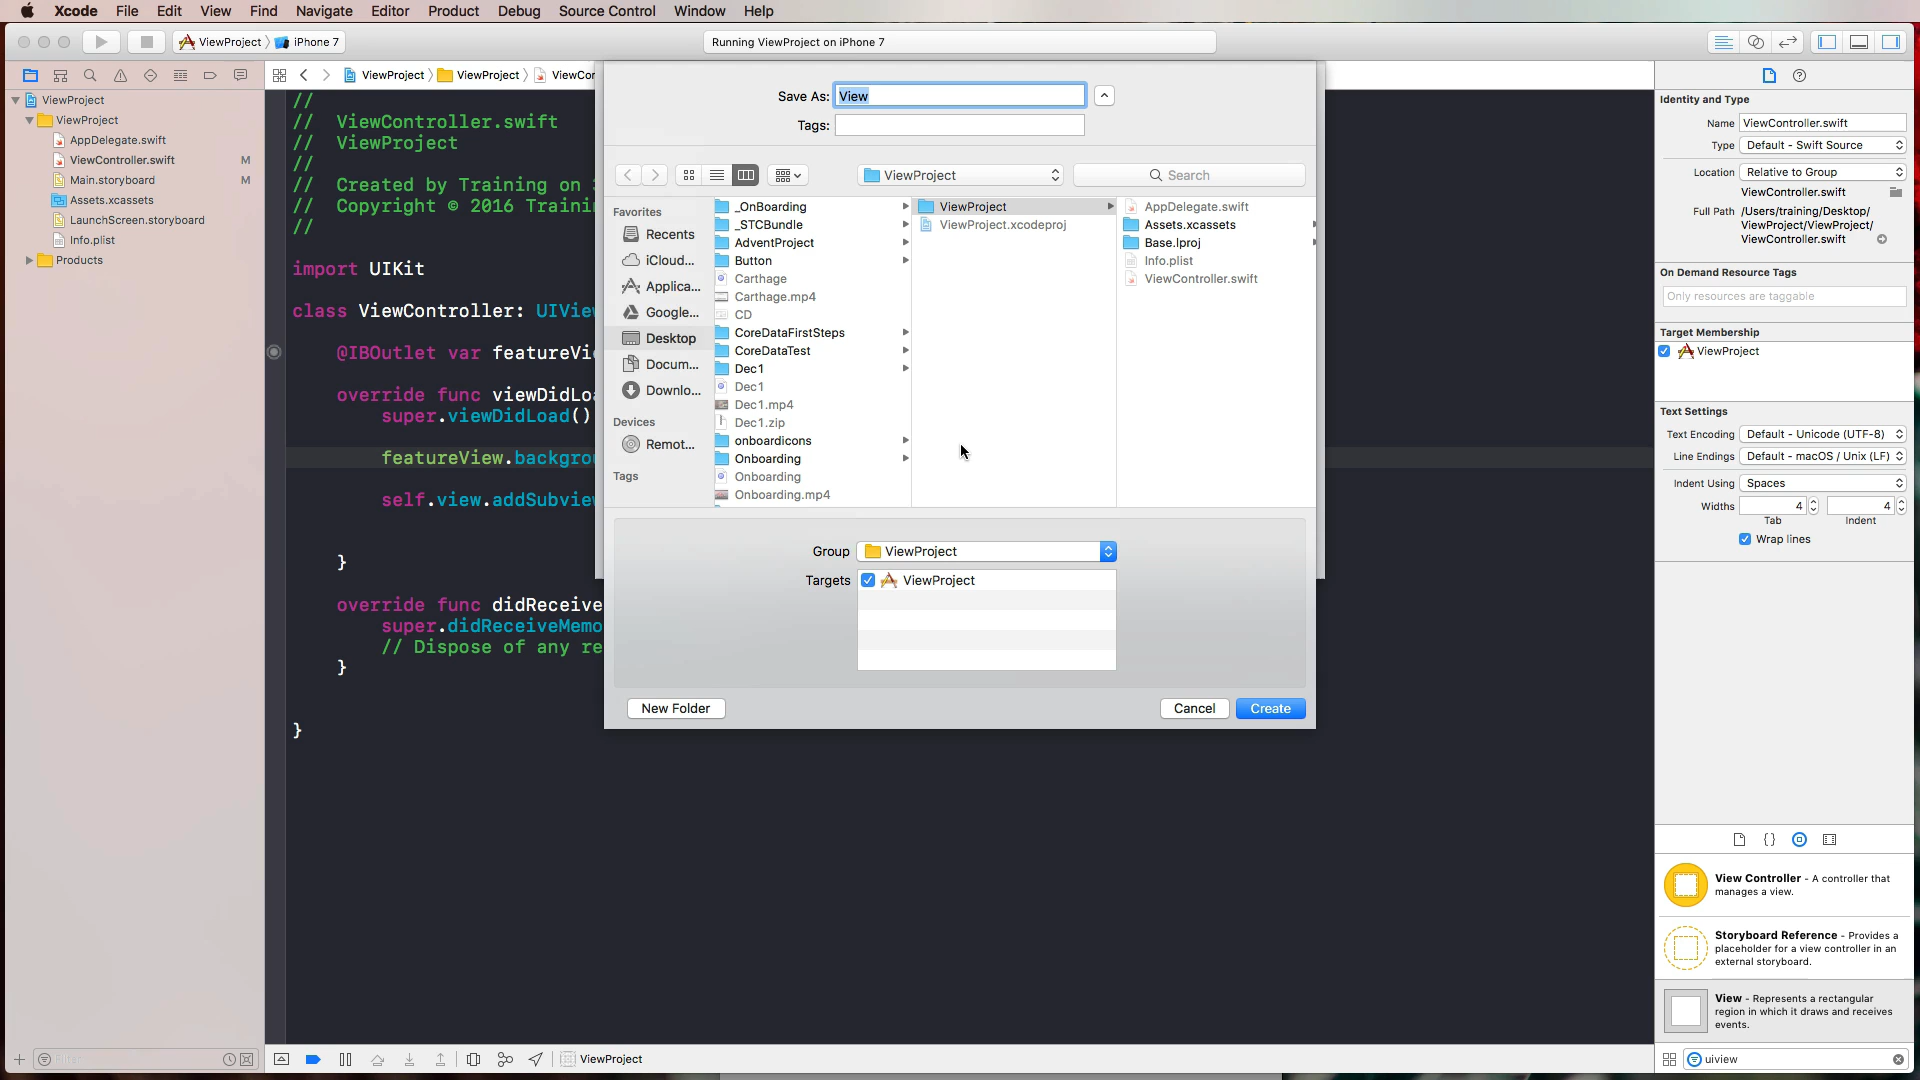 Xcode File Edit View Find Navigate Editor Product Debug Source Control Window Help
ViewProject iPhone 7
Running ViewProject on iPhone 7
ViewProject ViewProject ViewCon
ViewProject
ViewProject
AppDelegate.swift
ViewController.swift M
Main.storyboard M
Assets.xcassets
LaunchScreen.storyboard
Info.plist
Products
//
// ViewController.swift
// ViewProject
//
// Created by Training on
// Copyright © 2016 Traini
//
import UIKit
class ViewController: UIVie
@IBOutlet var featureVi
override func viewDidLoa
super.viewDidLoad()
featureView.backgrou
self.view.addSubview
}
override func didReceive
super.didReceiveMemo
// Dispose of any re
}
}
Save As: View
Tags:
ViewProject
Search
Favorites
Recents
iCloud...
Applica...
Google...
Desktop
Docum...
Downlo...
Devices
Remot...
Tags
_OnBoarding
_STCBundle
AdventProject
Button
Carthage
Carthage.mp4
CD
CoreDataFirstSteps
CoreDataTest
Dec1
Dec1
Dec1.mp4
Dec1.zip
onboardicons
Onboarding
Onboarding
Onboarding.mp4
ViewProject
ViewProject.xcodeproj
AppDelegate.swift
Assets.xcassets
Base.lproj
Info.plist
ViewController.swift
Group ViewProject
Targets ViewProject
New Folder Cancel Create
Identity and Type
Name ViewController.swift
Type Default - Swift Source
Location Relative to Group
ViewController.swift
Full Path /Users/training/Desktop/
ViewProject/ViewProject/
ViewController.swift
On Demand Resource Tags
Only resources are taggable
Target Membership
ViewProject
Text Settings
Text Encoding Default - Unicode (UTF-8)
Line Endings Default - macOS / Unix (LF)
Indent Using Spaces
Widths 4 4
Tab Indent
Wrap lines
View Controller - A controller that
manages a view.
Storyboard Reference - Provides a
placeholder for a view controller in an
external storyboard.
View - Represents a rectangular
region in which it draws and receives
events.
Filter
ViewProject
uiview